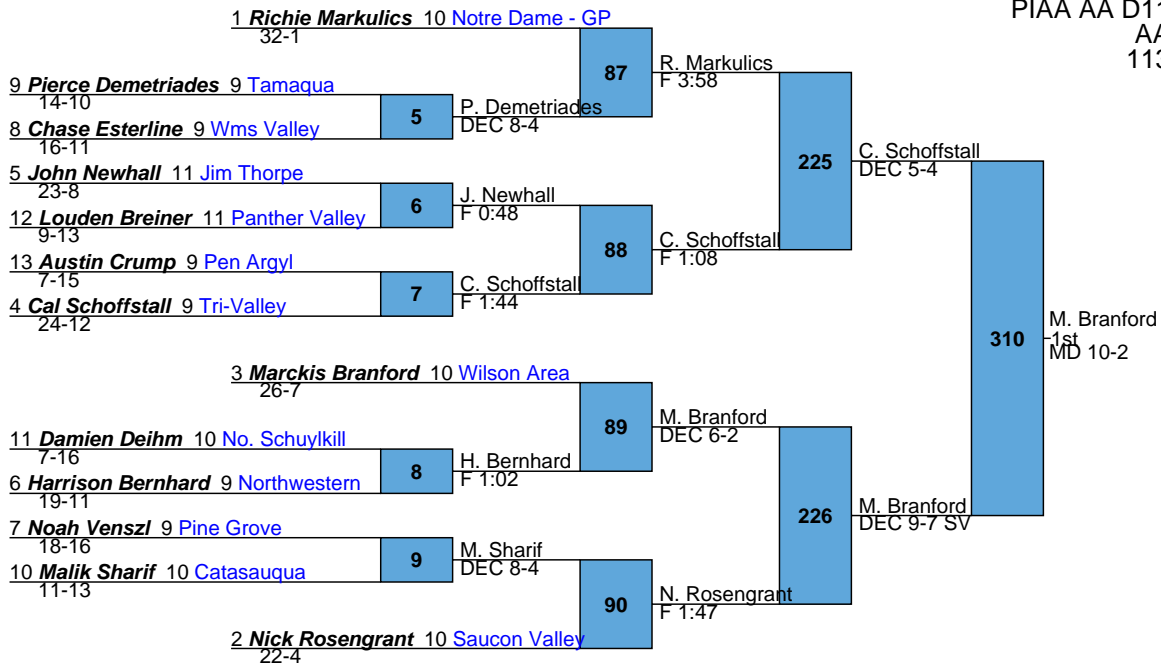 PIAA AA D11
AA
113
1 Richie Markulics 10 Notre Dame - GP
32-1
87
R. Markulics
F 3:58
9 Pierce Demetriades 9 Tamaqua
14-10
5
P. Demetriades
DEC 8-4
8 Chase Esterline 9 Wms Valley
16-11
225
C. Schoffstall
DEC 5-4
5 John Newhall 11 Jim Thorpe
23-8
6
J. Newhall
F 0:48
12 Louden Breiner 11 Panther Valley
9-13
88
C. Schoffstall
F 1:08
13 Austin Crump 9 Pen Argyl
7-15
7
C. Schoffstall
F 1:44
4 Cal Schoffstall 9 Tri-Valley
24-12
310
M. Branford
1st
MD 10-2
3 Marckis Branford 10 Wilson Area
26-7
89
M. Branford
DEC 6-2
11 Damien Deihm 10 No. Schuylkill
7-16
8
H. Bernhard
F 1:02
6 Harrison Bernhard 9 Northwestern
19-11
226
M. Branford
DEC 9-7 SV
7 Noah Venszl 9 Pine Grove
18-16
9
M. Sharif
DEC 8-4
10 Malik Sharif 10 Catasauqua
11-13
90
N. Rosengrant
F 1:47
2 Nick Rosengrant 10 Saucon Valley
22-4